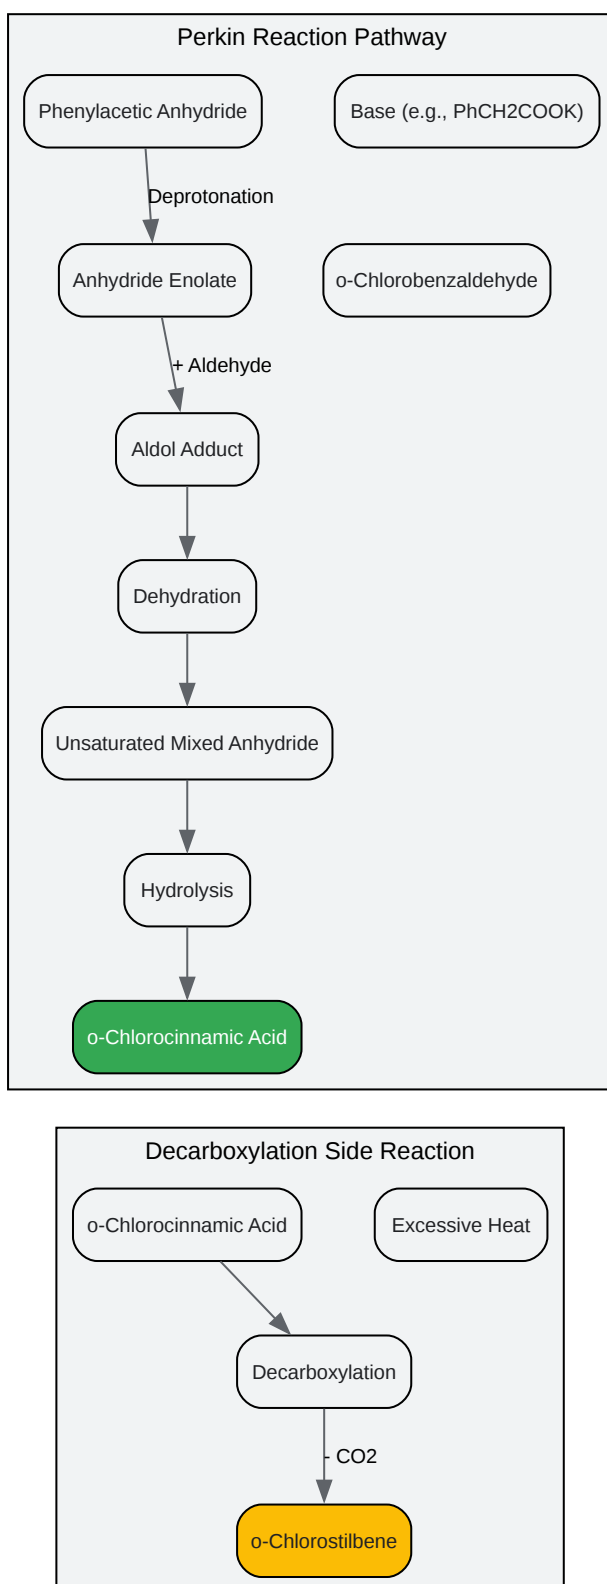 Perkin Reaction Pathway
Phenylacetic Anhydride
Base (e.g., PhCH2COOK)
Deprotonation
Anhydride Enolate
o-Chlorobenzaldehyde
+ Aldehyde
Aldol Adduct
Dehydration
Unsaturated Mixed Anhydride
Hydrolysis
o-Chlorocinnamic Acid
Decarboxylation Side Reaction
o-Chlorocinnamic Acid
Excessive Heat
Decarboxylation
- CO2
o-Chlorostilbene